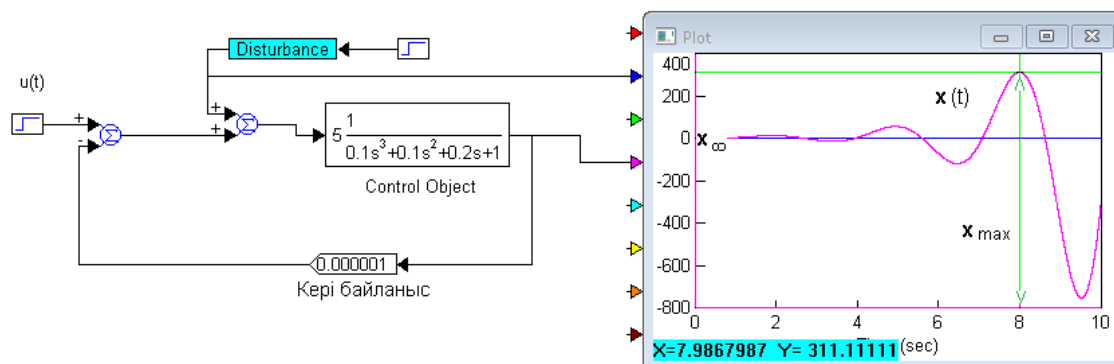 u(t)
+
-
Disturbance
+
+
Σ
Σ
5 1
0.1s³+0.1s²+0.2s+1
Control Object
0.000001
Кері байланыс
Plot
400
200
0
-200
-400
-600
-800
0 2 4 6 8 10
x (t)
x ∞
x max
(sec)
X=7.9867987 Y= 311.11111